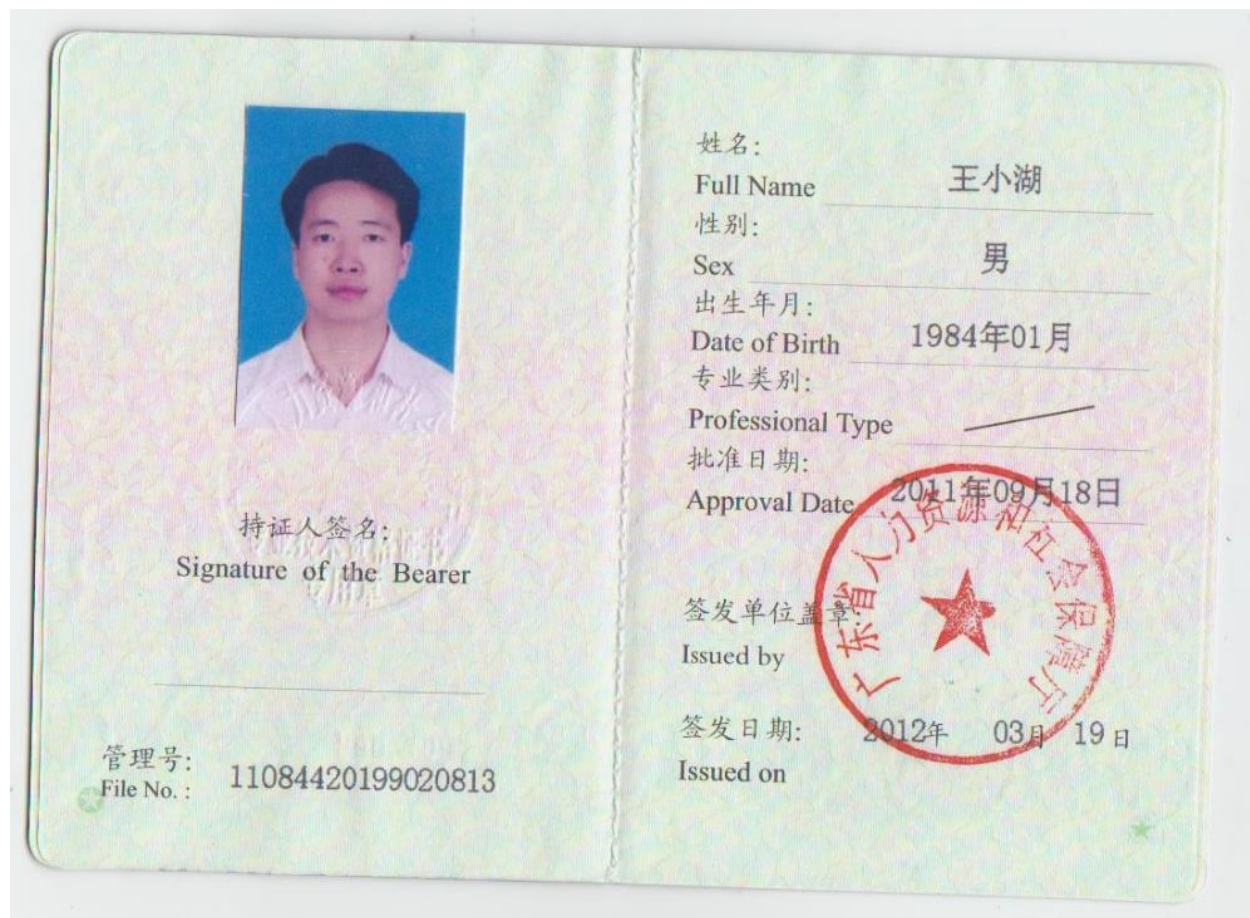 持证人签名:
Signature of the Bearer
管理号:
File No. : 11084420199020813
姓名:
Full Name 王小湖
性别:
Sex 男
出生年月:
Date of Birth 1984年01月
专业类别:
Professional Type
批准日期:
Approval Date 2011年09月18日
广东省人力资源和社会保障厅
签发单位盖章:
Issued by
签发日期: 2012年 03月 19日
Issued on